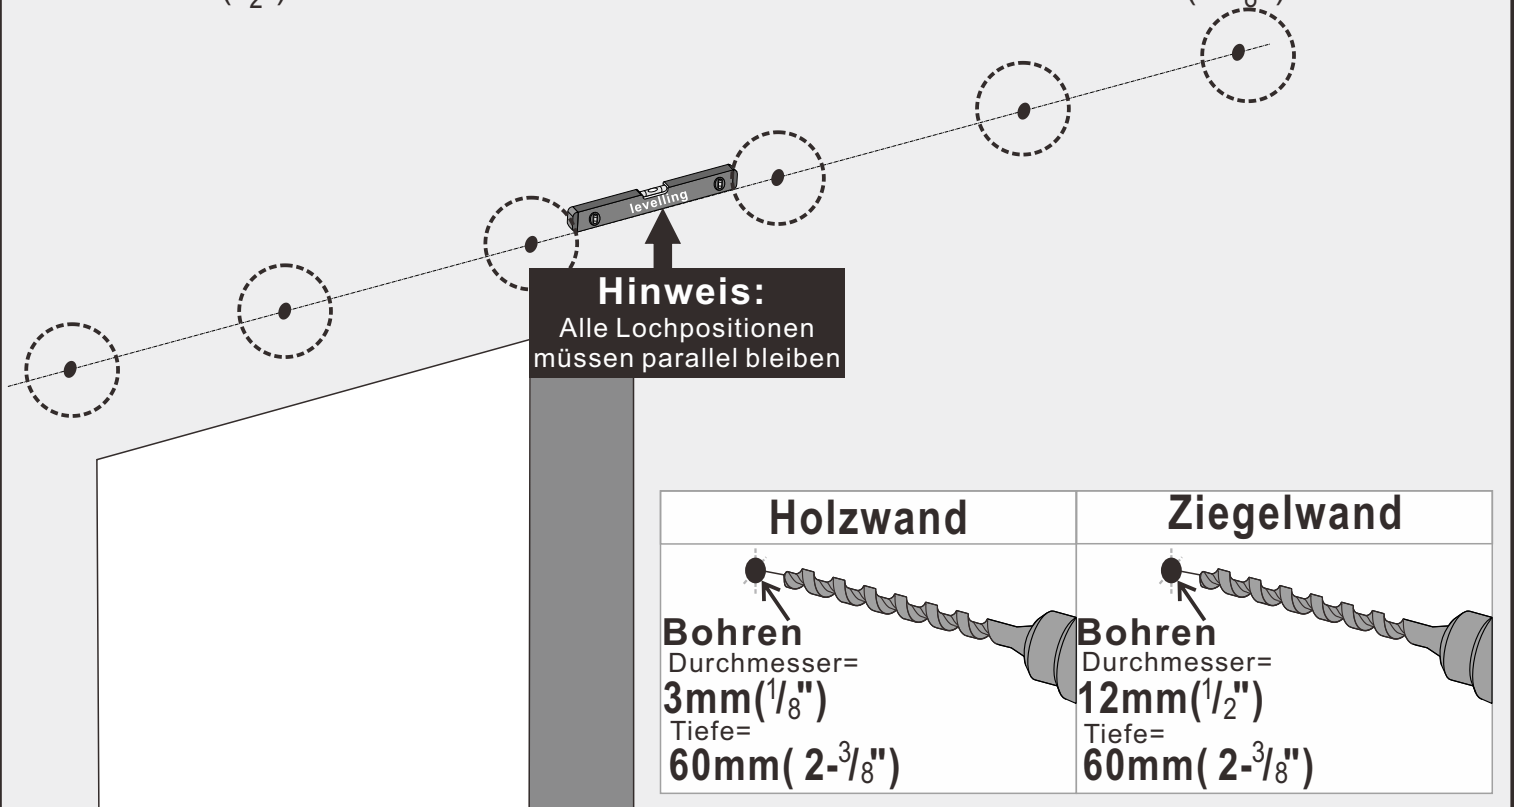 levelling
Hinweis:
Alle Lochpositionen
müssen parallel bleiben
Holzwand
Bohren
Durchmesser=
3mm(1/8")
Tiefe=
60mm( 2-3/8")
Ziegelwand
Bohren
Durchmesser=
12mm(1/2")
Tiefe=
60mm( 2-3/8")